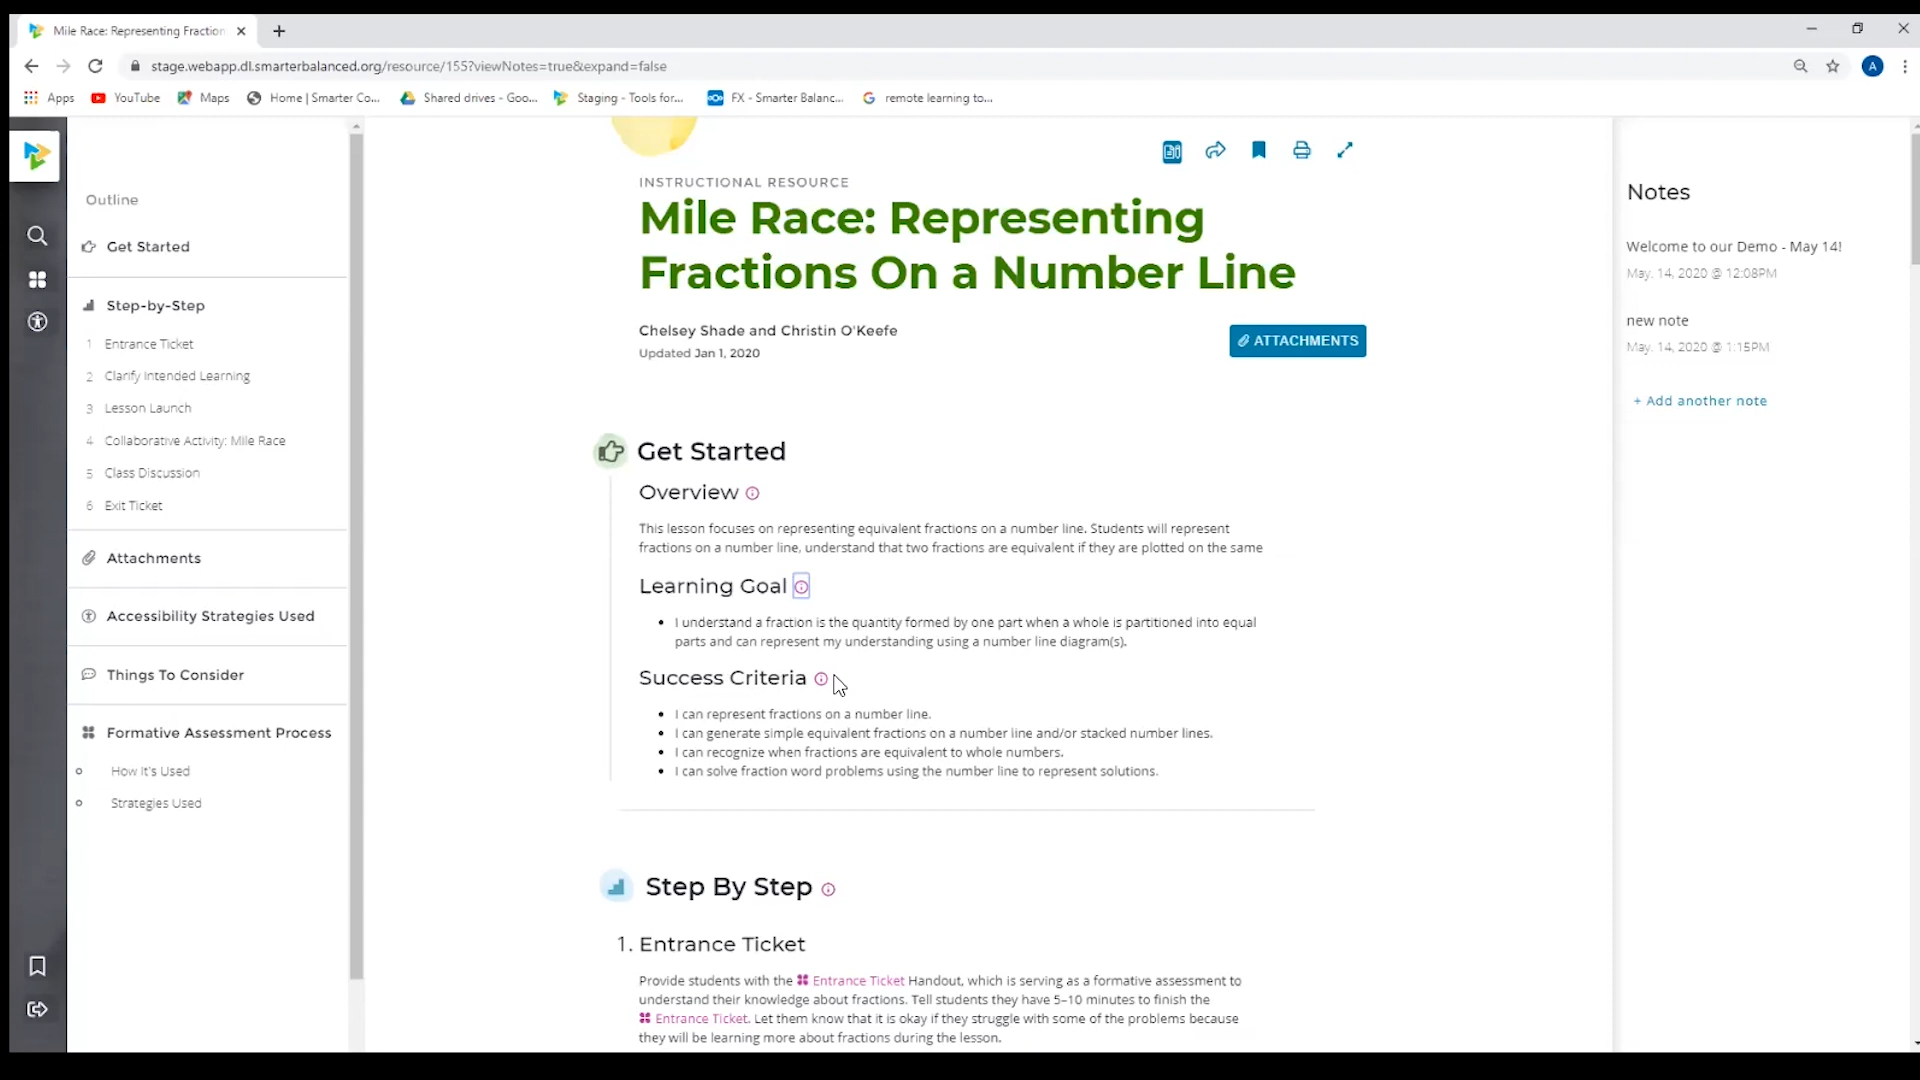 Mile Race: Representing Fraction
stage.webapp.dl.smarterbalanced.org/resource/155?viewNotes=true&expand=false
A
Apps
YouTube
Maps
Home | Smarter Co...
Shared drives - Goo...
Staging - Tools for...
FX - Smarter Balanc...
remote learning to...
Outline
Get Started
Step-by-Step
1 Entrance Ticket
2 Clarify Intended Learning
3 Lesson Launch
4 Collaborative Activity: Mile Race
5 Class Discussion
6 Exit Ticket
Attachments
Accessibility Strategies Used
Things To Consider
Formative Assessment Process
How It's Used
Strategies Used
INSTRUCTIONAL RESOURCE
Mile Race: Representing
Fractions On a Number Line
Chelsey Shade and Christin O'Keefe
Updated Jan 1, 2020
ATTACHMENTS
Get Started
Overview
This lesson focuses on representing equivalent fractions on a number line. Students will represent
fractions on a number line, understand that two fractions are equivalent if they are plotted on the same
Learning Goal
• I understand a fraction is the quantity formed by one part when a whole is partitioned into equal
parts and can represent my understanding using a number line diagram(s).
Success Criteria
• I can represent fractions on a number line.
• I can generate simple equivalent fractions on a number line and/or stacked number lines.
• I can recognize when fractions are equivalent to whole numbers.
• I can solve fraction word problems using the number line to represent solutions.
Step By Step
1. Entrance Ticket
Provide students with the Entrance Ticket Handout, which is serving as a formative assessment to
understand their knowledge about fractions. Tell students they have 5–10 minutes to finish the
Entrance Ticket. Let them know that it is okay if they struggle with some of the problems because
they will be learning more about fractions during the lesson.
Notes
Welcome to our Demo - May 14!
May. 14, 2020 @ 12:08PM
new note
May. 14, 2020 @ 1:15PM
+ Add another note